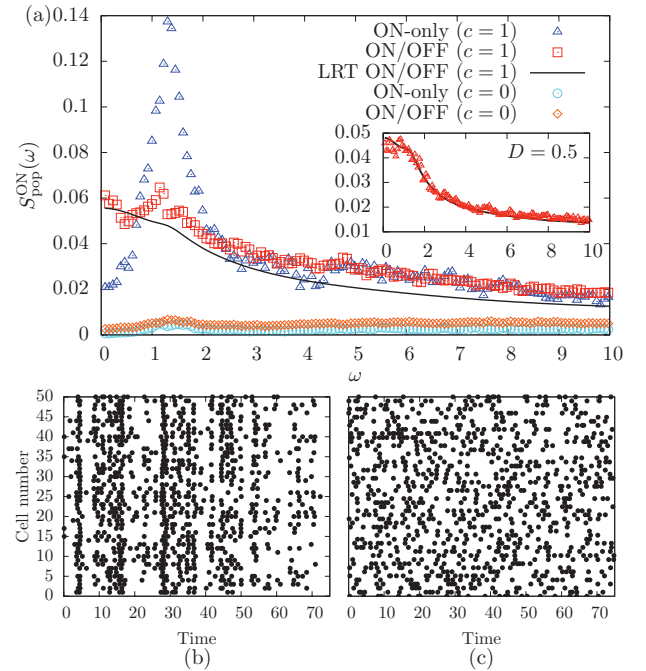 (a)
0.14
0.12
0.1
0.08
0.06
0.04
0.02
0
S_pop^ON(ω)
ON-only (c = 1)
ON/OFF (c = 1)
LRT ON/OFF (c = 1)
ON-only (c = 0)
ON/OFF (c = 0)
0.05
0.04
0.03
0.02
0.01
D = 0.5
0 2 4 6 8 10
0 1 2 3 4 5 6 7 8 9 10
ω
50
45
40
35
30
25
20
15
10
5
0
Cell number
0 10 20 30 40 50 60 70
Time
(b)
0 10 20 30 40 50 60 70
Time
(c)